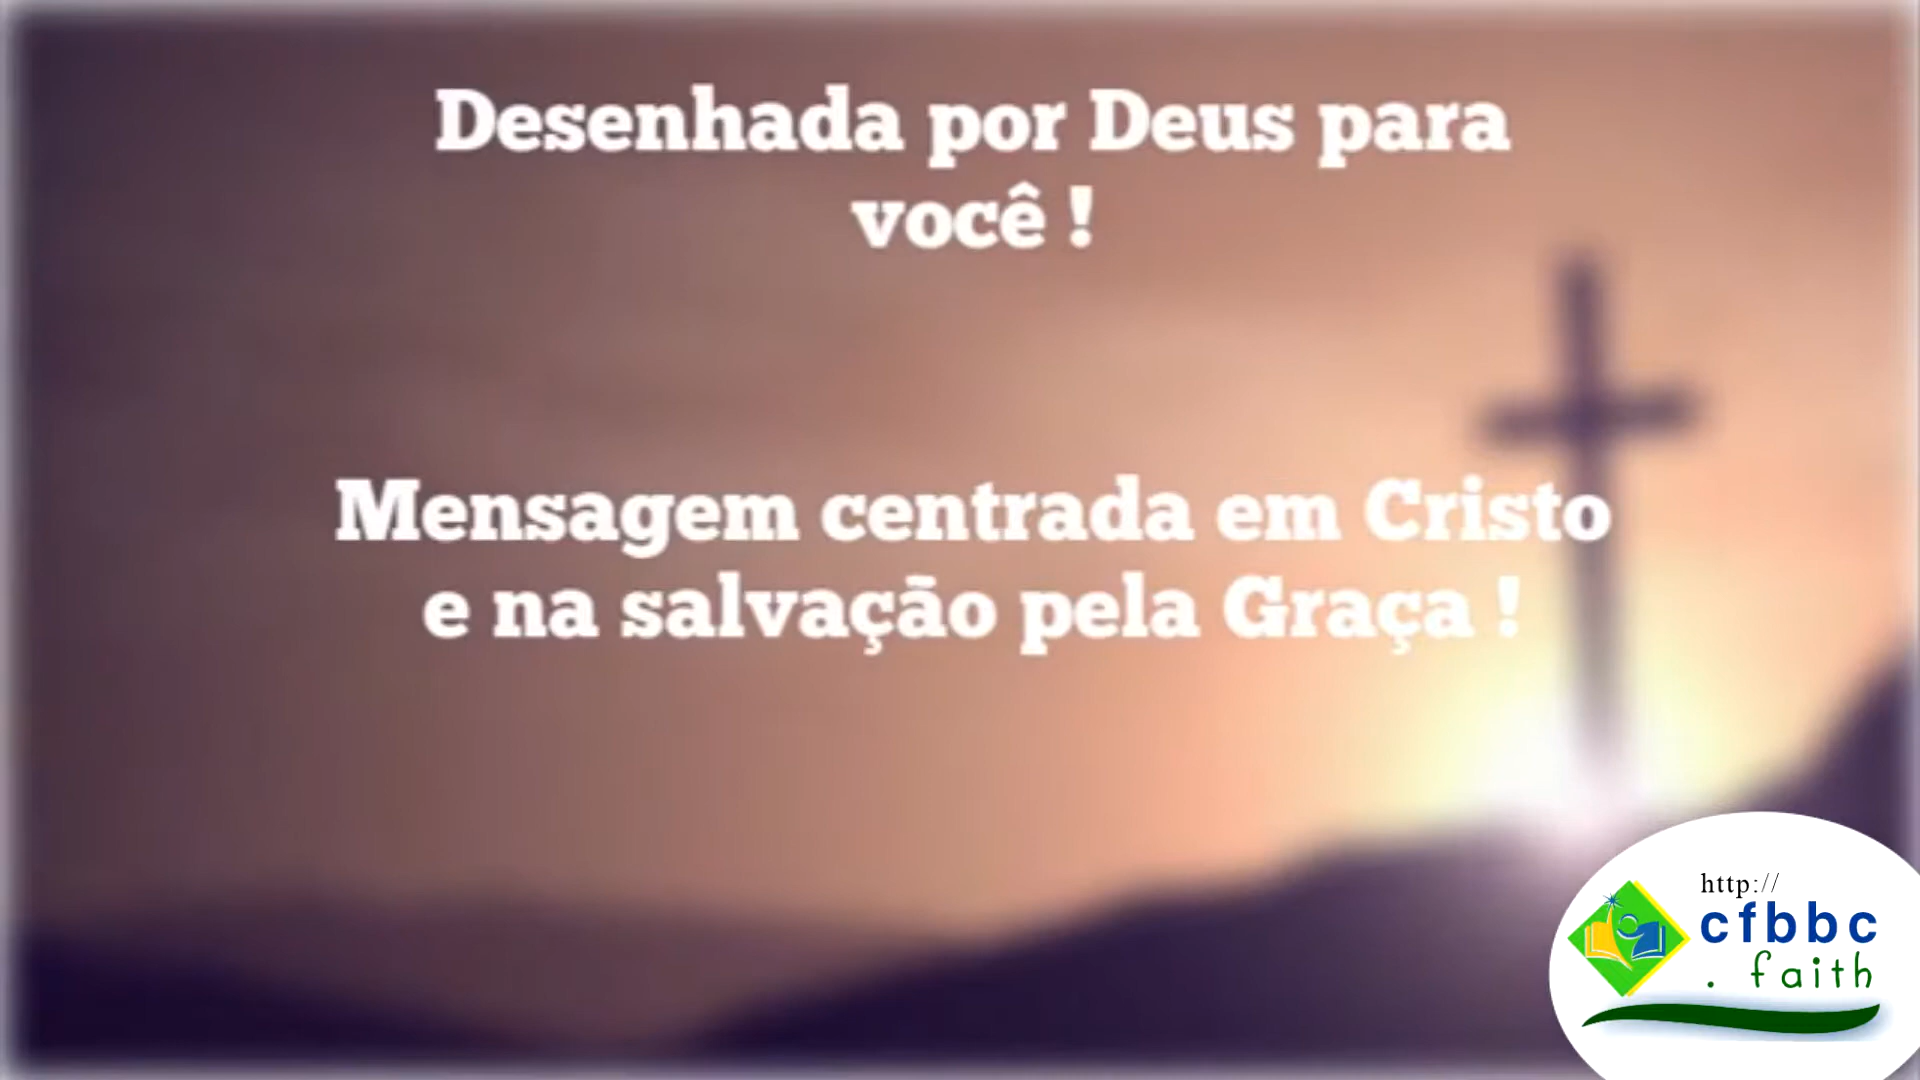 Desenhada por Deus para
você !
Mensagem centrada em Cristo
e na salvação pela Graça !
http://
cfbbc
. faith